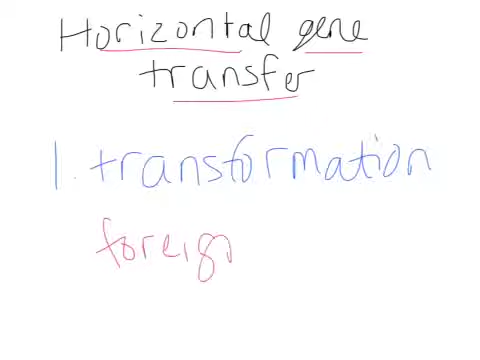 Horizontal gene
transfer
1. transformation
foreign